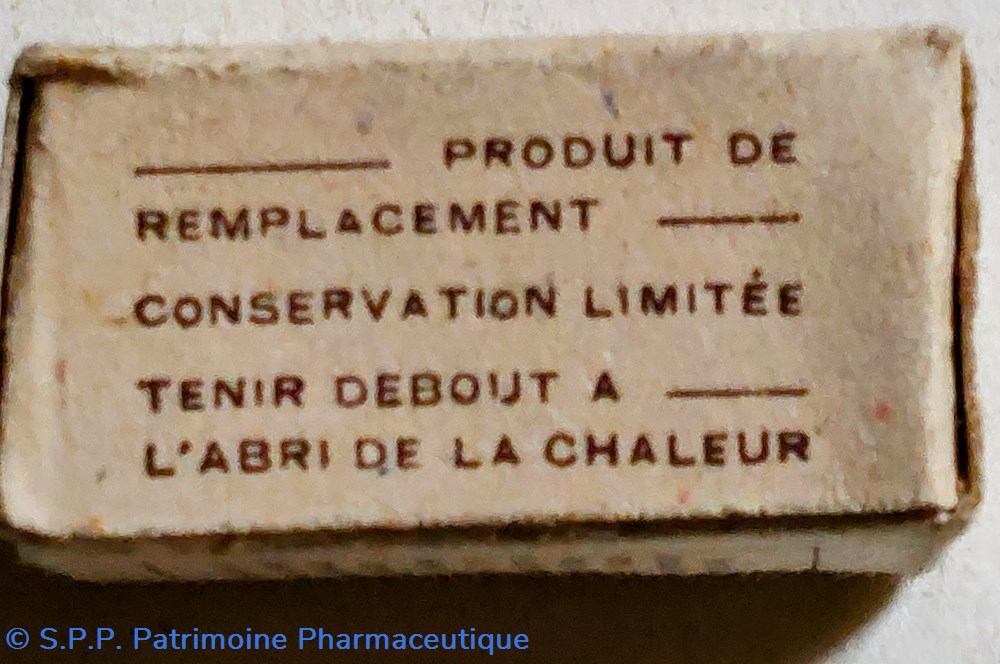 PRODUIT DE
REMPLACEMENT
CONSERVATION LIMITÉE
TENIR DEBOUT A
L'ABRI DE LA CHALEUR
© S.P.P. Patrimoine Pharmaceutique